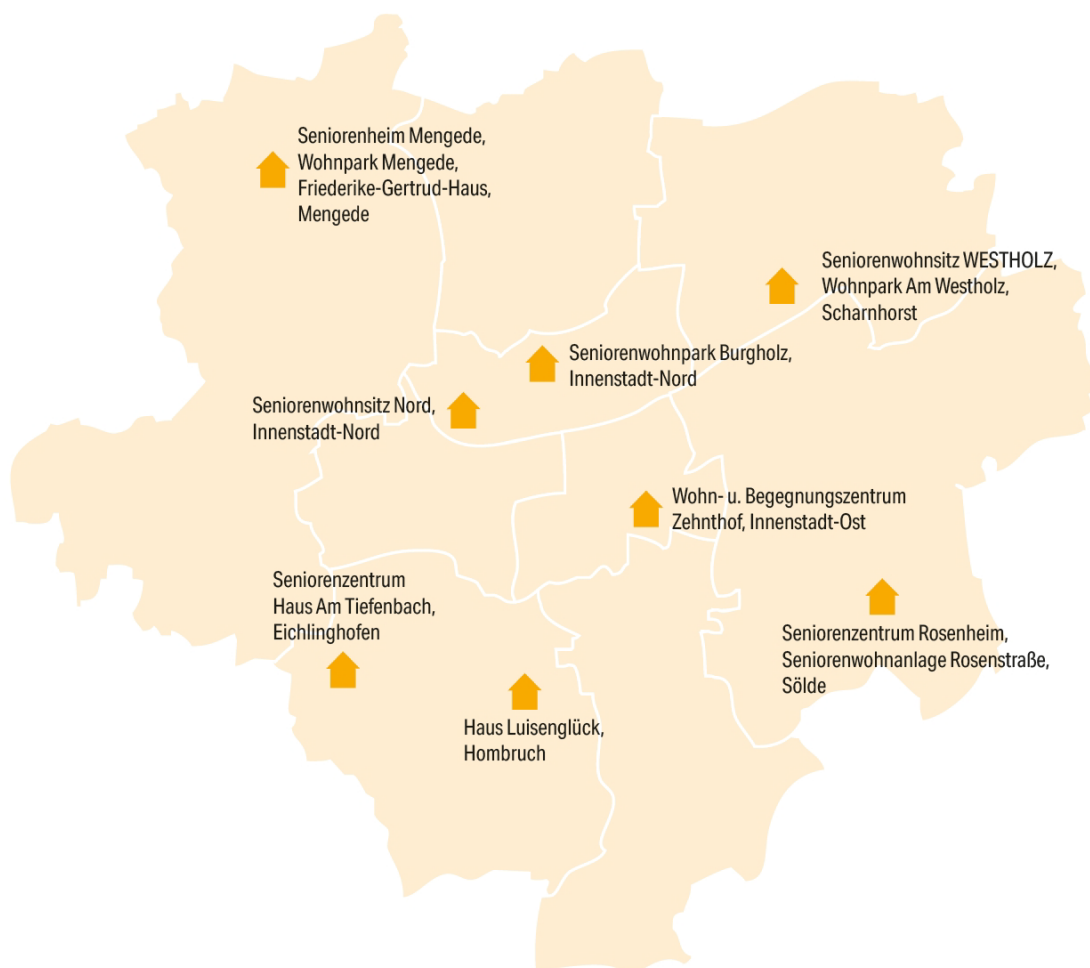 Seniorenheim Mengede,
Wohnpark Mengede,
Friederike-Gertrud-Haus,
Mengede
Seniorenwohnsitz WESTHOLZ,
Wohnpark Am Westholz,
Scharnhorst
Seniorenwohnpark Burgholz,
Innenstadt-Nord
Seniorenwohnsitz Nord,
Innenstadt-Nord
Wohn- u. Begegnungszentrum
Zehnthof, Innenstadt-Ost
Seniorenzentrum
Haus Am Tiefenbach,
Eichlinghofen
Seniorenzentrum Rosenheim,
Seniorenwohnanlage Rosenstraße,
Sölde
Haus Luisenglück,
Hombruch